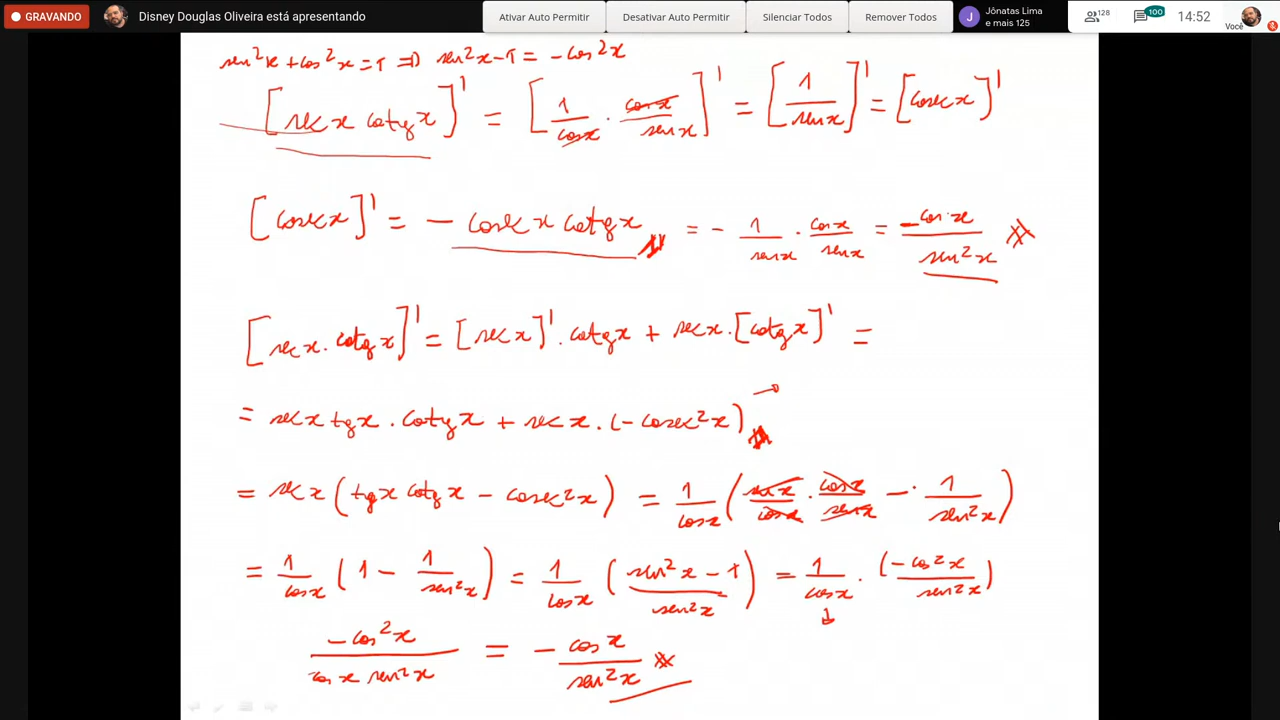 GRAVANDO
Disney Douglas Oliveira está apresentando
Ativar Auto Permitir
Desativar Auto Permitir
Silenciar Todos
Remover Todos
J
Jônatas Lima
e mais 125
128
100
14:52
Você
sen²x + cos²x = 1 ⇒ sen²x - 1 = - cos²x
[sec x cotg x]' = [1/cos x · cos x/sen x]' = [1/sen x]' = [cosec x]'
[cosec x]' = - cosec x cotg x = - 1/sen x · cos x/sen x = - cos x/sen²x
[sec x · cotg x]' = [sec x]' · cotg x + sec x · [cotg x]' =
= sec x tg x · cotg x + sec x · (- cosec²x)
= sec x (tg x cotg x - cosec²x) = 1/cos x (sen x/cos x · cos x/sen x - · 1/sen²x)
= 1/cos x (1 - 1/sen²x) = 1/cos x (sen²x - 1/sen²x) = 1/cos x · (- cos²x/sen²x)
- cos²x/cos x sen²x = - cos x/sen²x